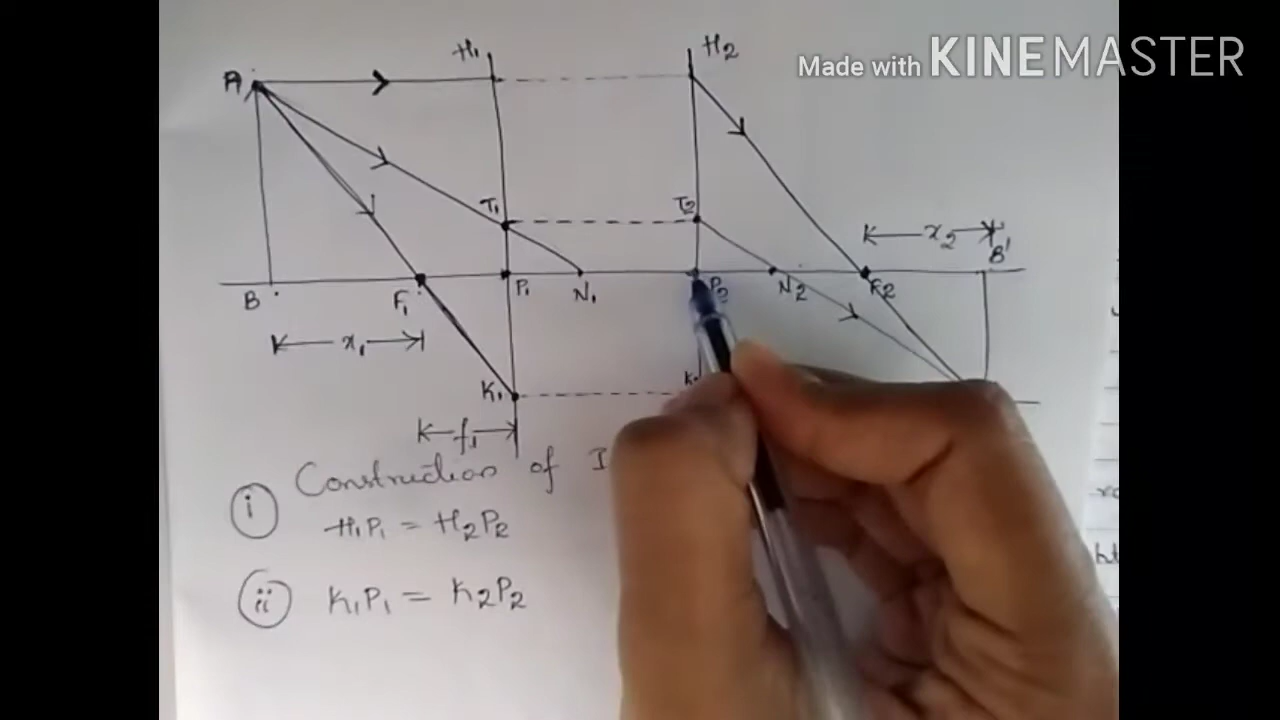 Made with KINEMASTER
H₁ H₂
A
T₁ T₂
x₂
B'
B F₁ P₁ N₁ P₂ N₂ F₂
x₁
K₁
f₁
(i) Construction of
H₁P₁ = H₂P₂
(ii) K₁P₁ = K₂P₂